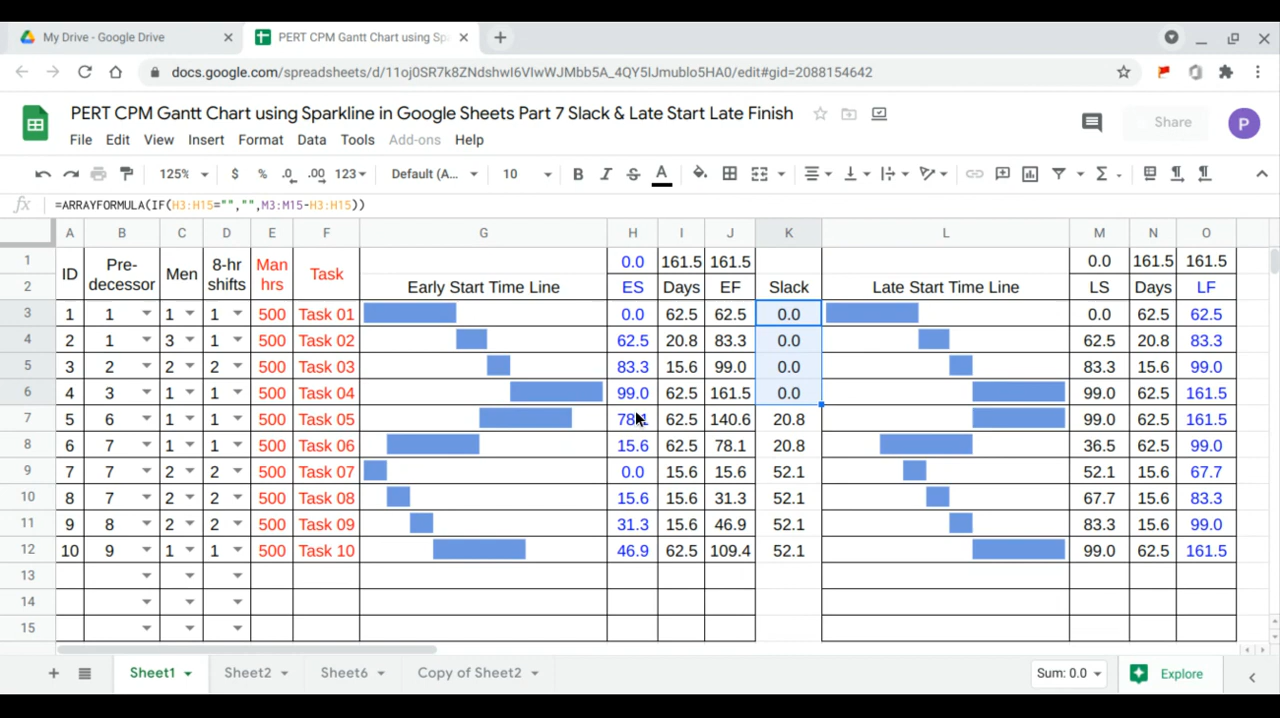 My Drive - Google Drive
PERT CPM Gantt Chart using Spa
docs.google.com/spreadsheets/d/11oj0SR7k8ZNdshwI6VIwWJMbb5A_4QY5IJmublo5HA0/edit#gid=2088154642
PERT CPM Gantt Chart using Sparkline in Google Sheets Part 7 Slack & Late Start Late Finish
Share
P
File Edit View Insert Format Data Tools Add-ons Help
125% $ % .0 .00 123 Default (A... 10 B I S A
fx =ARRAYFORMULA(IF(H3:H15="","",M3:M15-H3:H15))
A B C D E F G H I J K L M N O
1 0.0 161.5 161.5 0.0 161.5 161.5
ID Pre-decessor Men 8-hr shifts Man hrs Task
2 Early Start Time Line ES Days EF Slack Late Start Time Line LS Days LF
3 1 1 1 1 500 Task 01 0.0 62.5 62.5 0.0 0.0 62.5 62.5
4 2 1 3 1 500 Task 02 62.5 20.8 83.3 0.0 62.5 20.8 83.3
5 3 2 2 2 500 Task 03 83.3 15.6 99.0 0.0 83.3 15.6 99.0
6 4 3 1 1 500 Task 04 99.0 62.5 161.5 0.0 99.0 62.5 161.5
7 5 6 1 1 500 Task 05 78.1 62.5 140.6 20.8 99.0 62.5 161.5
8 6 7 1 1 500 Task 06 15.6 62.5 78.1 20.8 36.5 62.5 99.0
9 7 7 2 2 500 Task 07 0.0 15.6 15.6 52.1 52.1 15.6 67.7
10 8 7 2 2 500 Task 08 15.6 15.6 31.3 52.1 67.7 15.6 83.3
11 9 8 2 2 500 Task 09 31.3 15.6 46.9 52.1 83.3 15.6 99.0
12 10 9 1 1 500 Task 10 46.9 62.5 109.4 52.1 99.0 62.5 161.5
13
14
15
Sheet1 Sheet2 Sheet6 Copy of Sheet2 Sum: 0.0 Explore